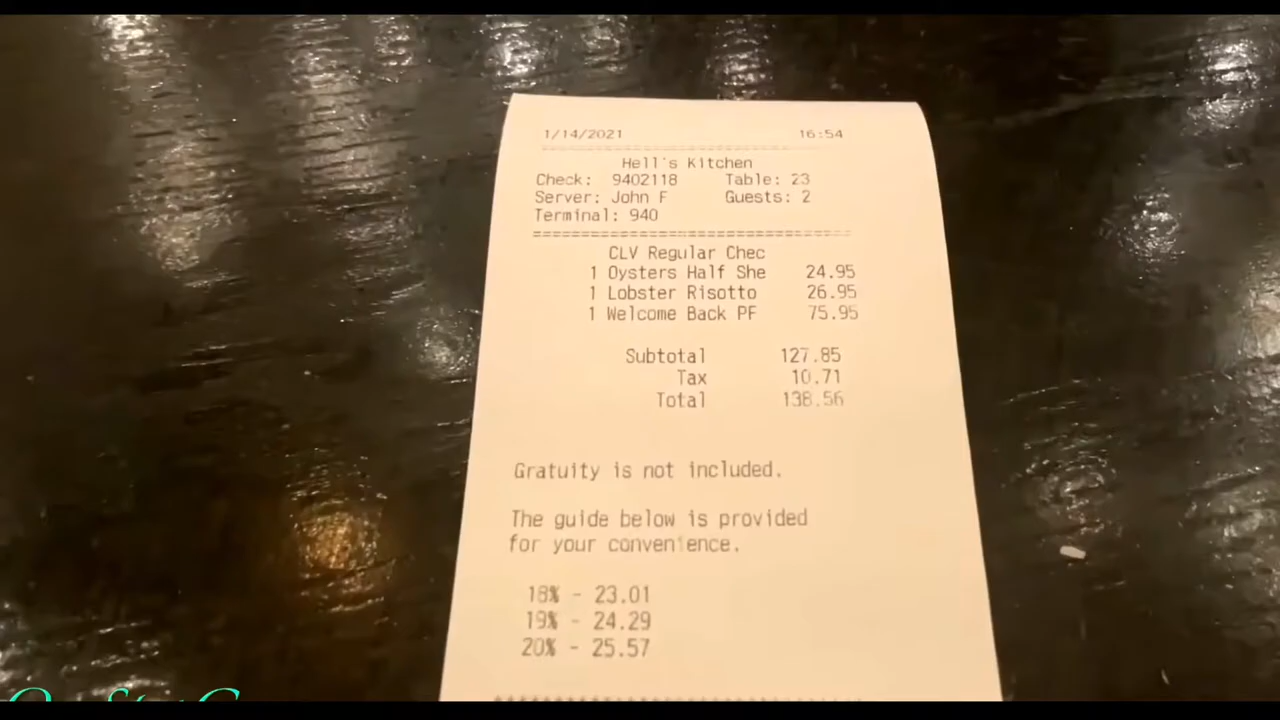 1/14/2021 16:54
Hell's Kitchen
Check: 9402118 Table: 23
Server: John F Guests: 2
Terminal: 940
==================================
CLV Regular Chec
1 Oysters Half She 24.95
1 Lobster Risotto 26.95
1 Welcome Back PF 75.95
Subtotal 127.85
Tax 10.71
Total 138.56
Gratuity is not included.
The guide below is provided
for your convenience.
18% - 23.01
19% - 24.29
20% - 25.57